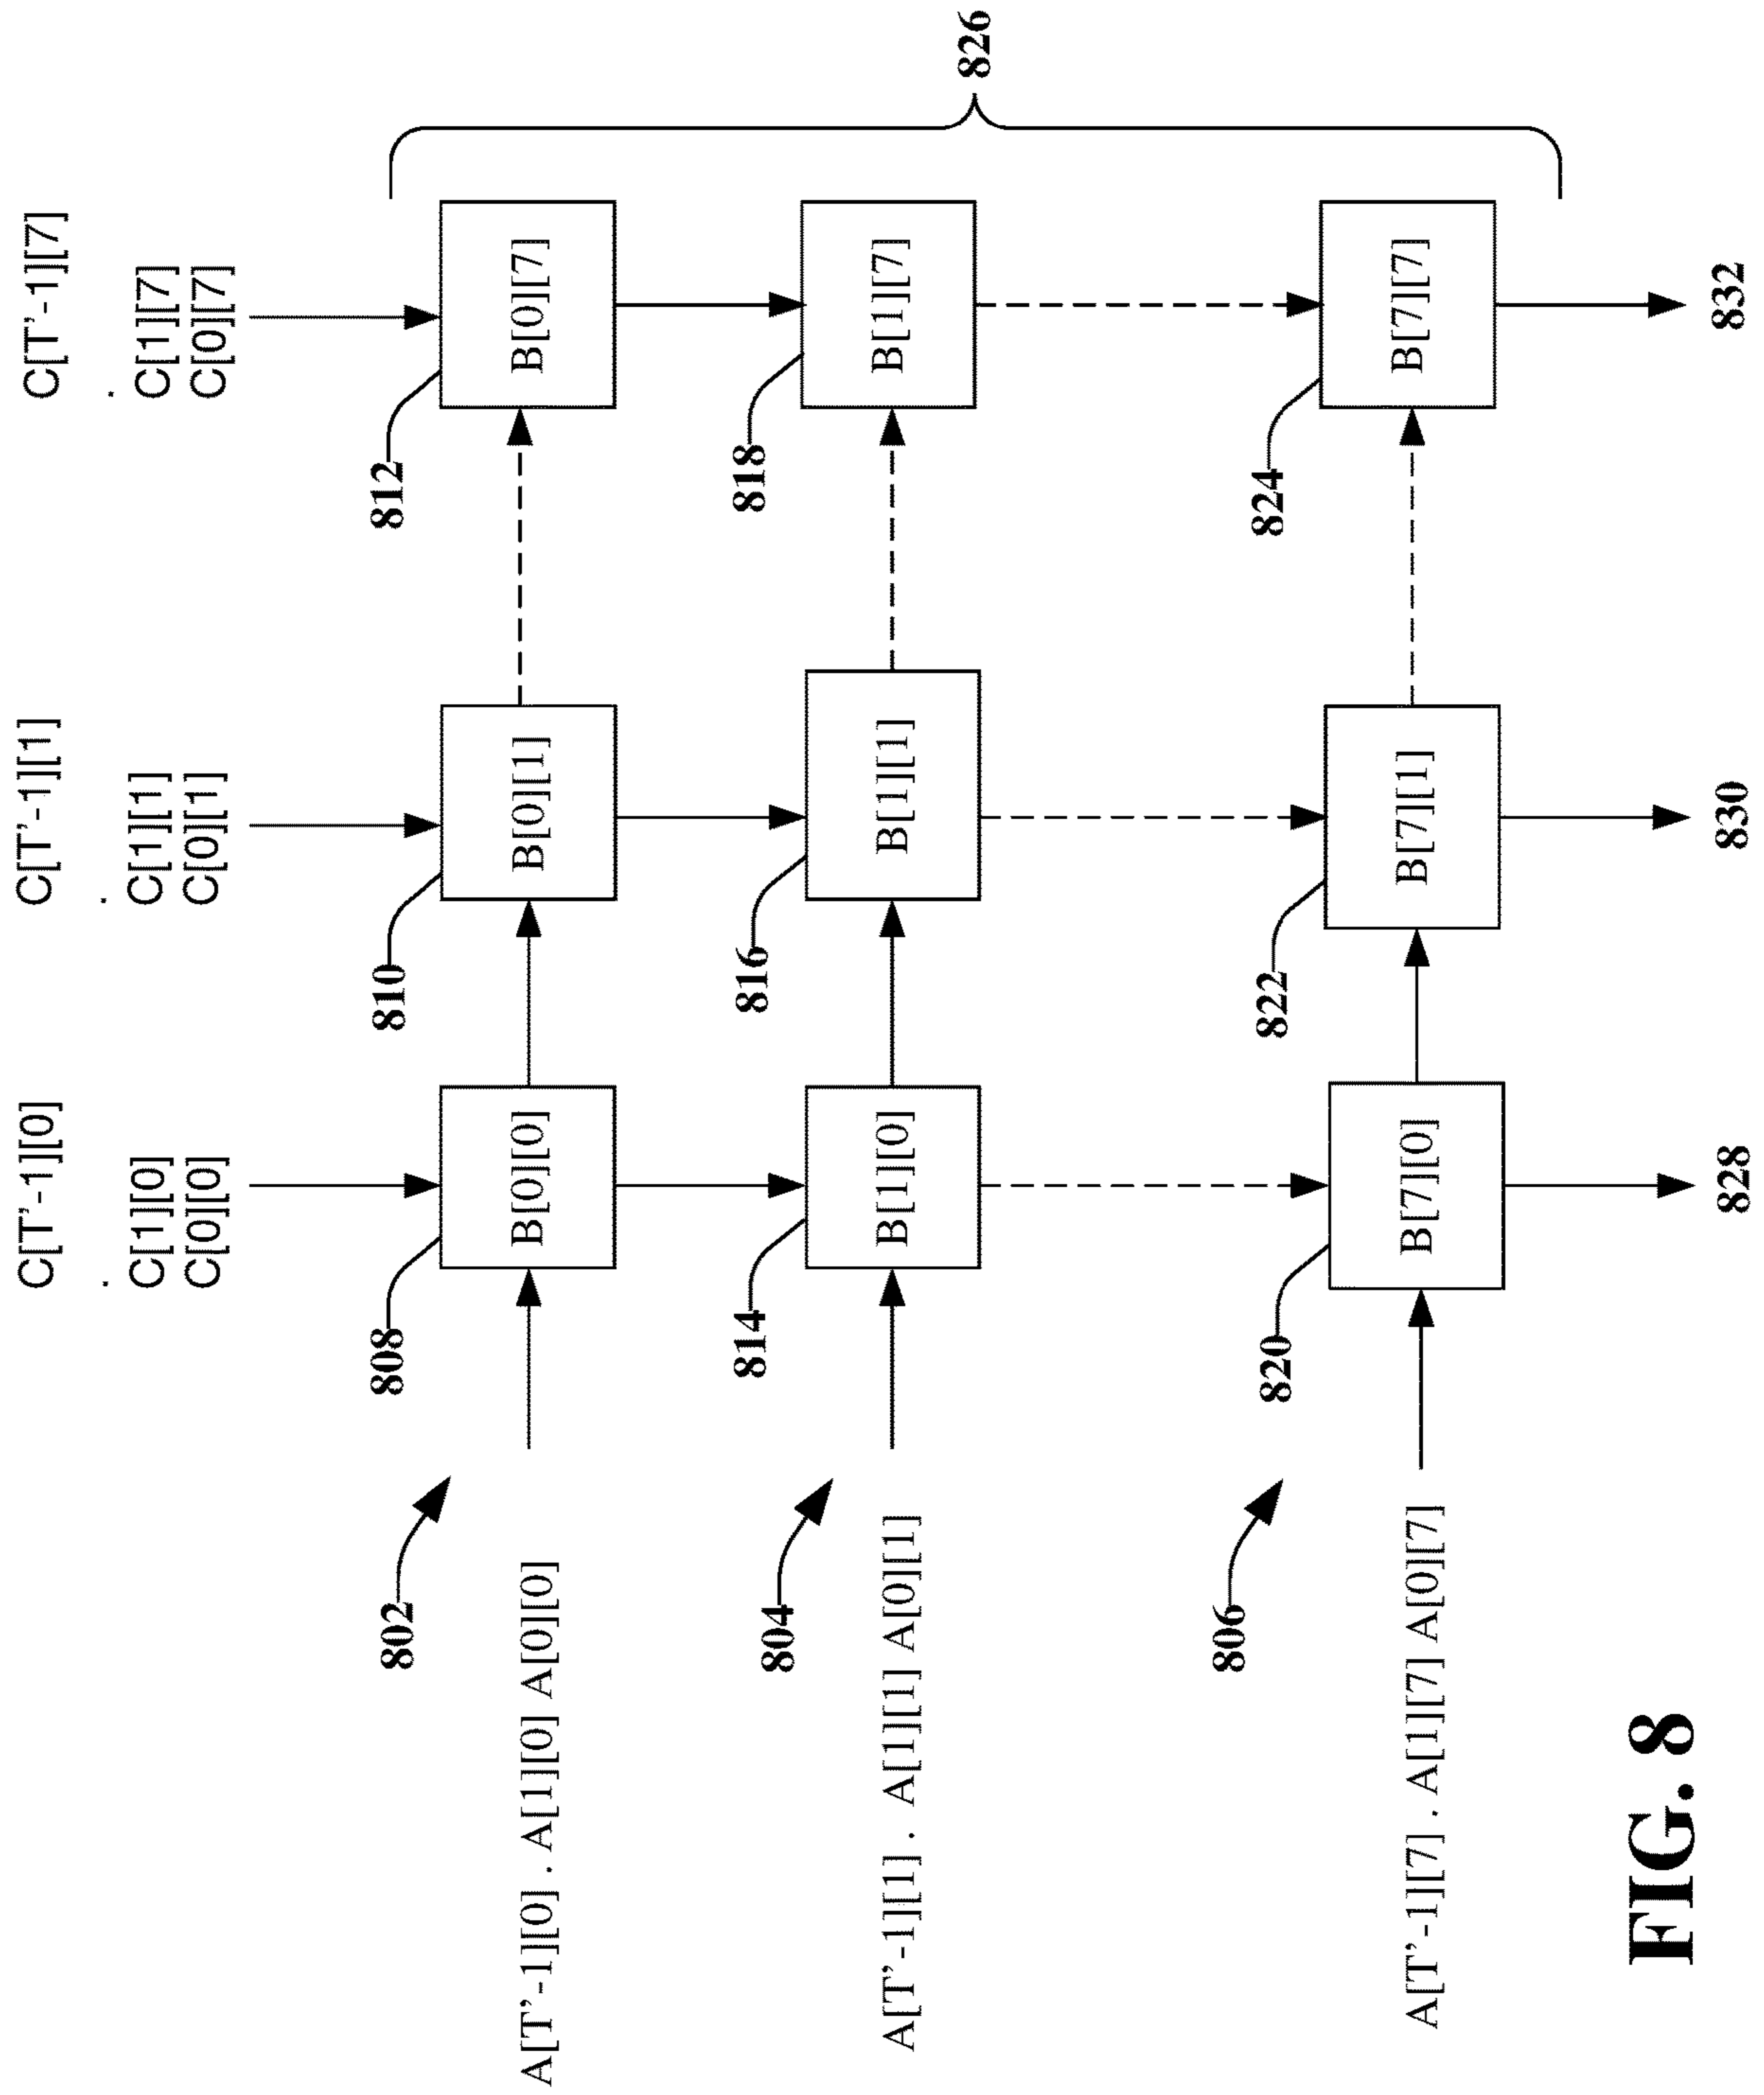 C[T'-1][0] C[T'-1][1] C[T'-1][7]
. . .
C[1][0] C[1][1] C[1][7]
C[0][0] C[0][1] C[0][7]
802 808 810 812
A[T'-1][0] . A[1][0] A[0][0] B[0][0] B[0][1] B[0][7]
804 814 816 818
A[T'-1][1] . A[1][1] A[0][1] B[1][0] B[1][1] B[1][7]
826
806 820 822 824
A[T'-1][7] . A[1][7] A[0][7] B[7][0] B[7][1] B[7][7]
828 830 832
FIG. 8